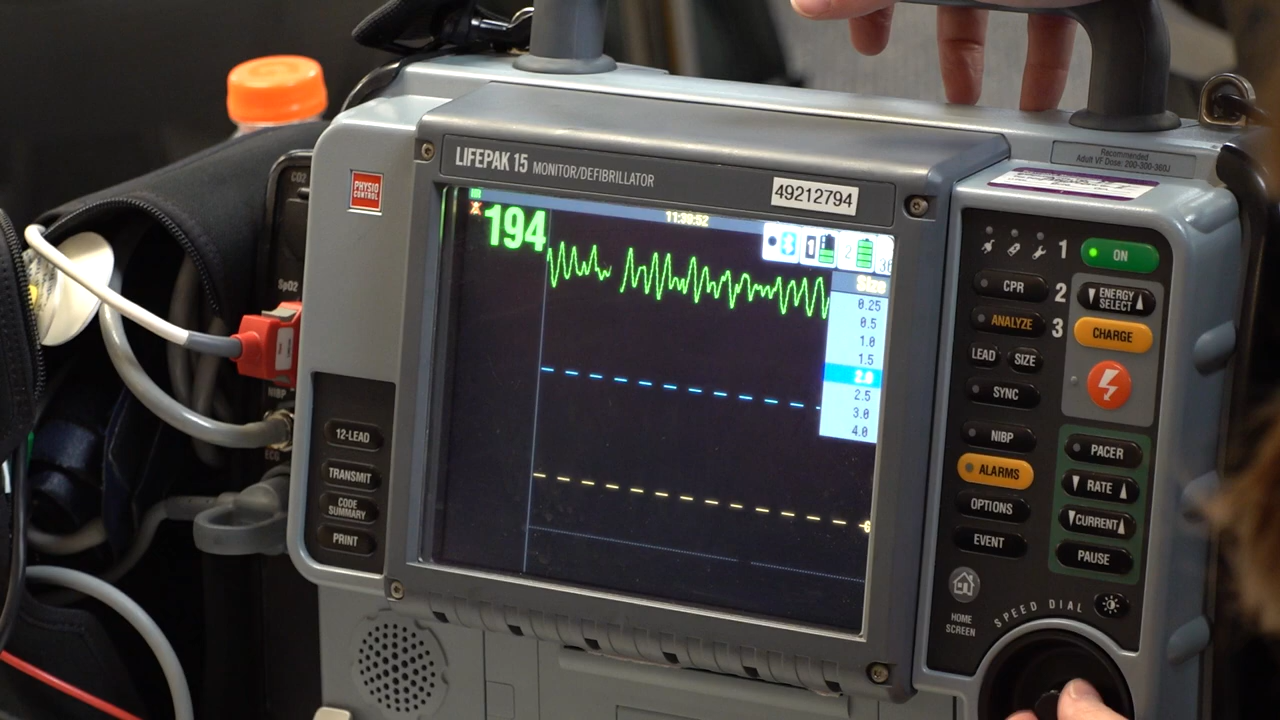 Recommended
Adult VF Dose: 200-300-360J
LIFEPAK 15 MONITOR/DEFIBRILLATOR
49212794
PHYSIO
CONTROL
CO2
SpO2
NIBP
ECG
194
1
2
Size
0.25
0.5
1.0
1.5
2.0
2.5
3.0
4.0
12-LEAD
TRANSMIT
CODE
SUMMARY
PRINT
1
ON
CPR
2
ENERGY
SELECT
ANALYZE
3
CHARGE
LEAD
SIZE
SYNC
NIBP
PACER
ALARMS
RATE
OPTIONS
CURRENT
EVENT
PAUSE
HOME
SCREEN
SPEED DIAL